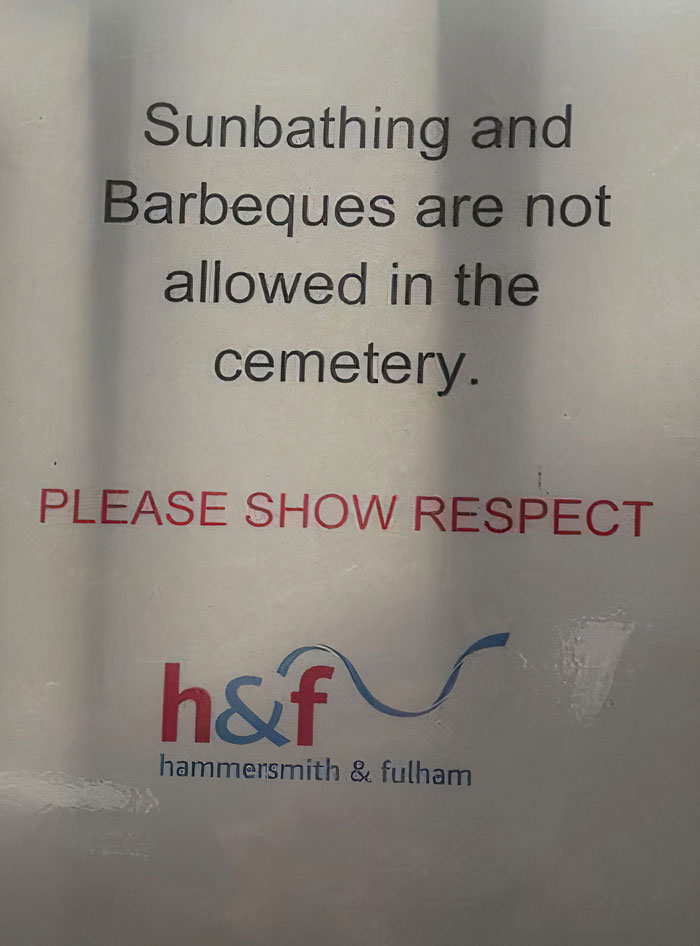 Sunbathing and
Barbeques are not
allowed in the
cemetery.
PLEASE SHOW RESPECT
h&f
hammersmith & fulham